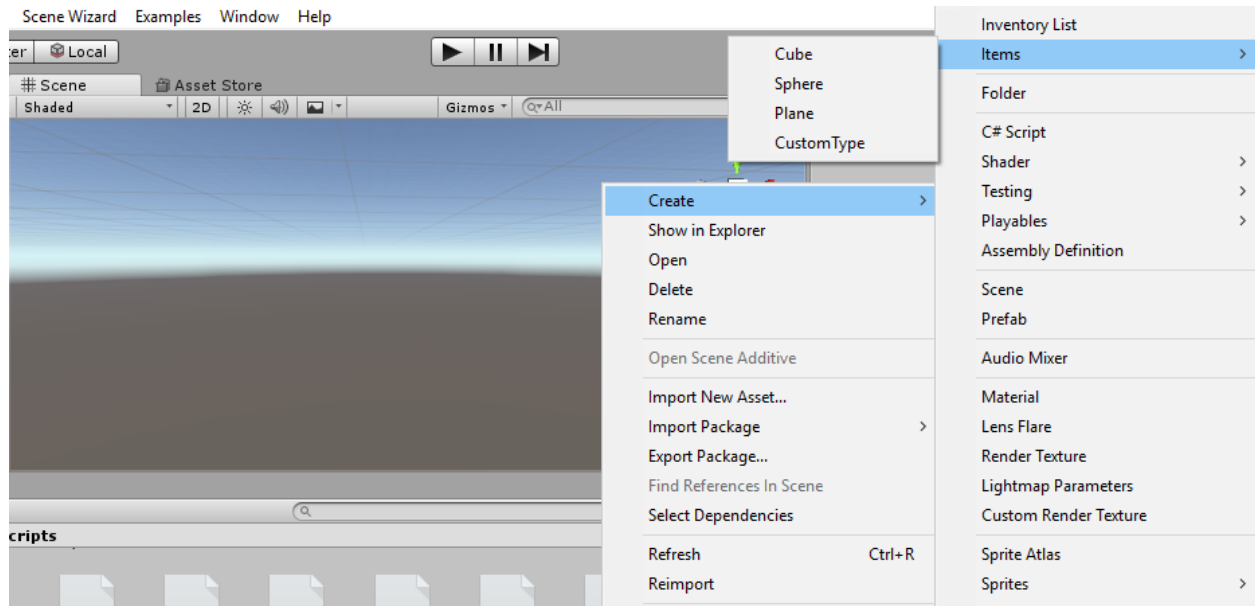 Scene Wizard Examples Window Help
Local
Scene Asset Store
Shaded 2D Gizmos All
Cube
Sphere
Plane
CustomType
Create
Show in Explorer
Open
Delete
Rename
Open Scene Additive
Import New Asset...
Import Package
Export Package...
Find References In Scene
Select Dependencies
Refresh Ctrl+R
Reimport
Inventory List
Items
Folder
C# Script
Shader
Testing
Playables
Assembly Definition
Scene
Prefab
Audio Mixer
Material
Lens Flare
Render Texture
Lightmap Parameters
Custom Render Texture
Sprite Atlas
Sprites
cripts